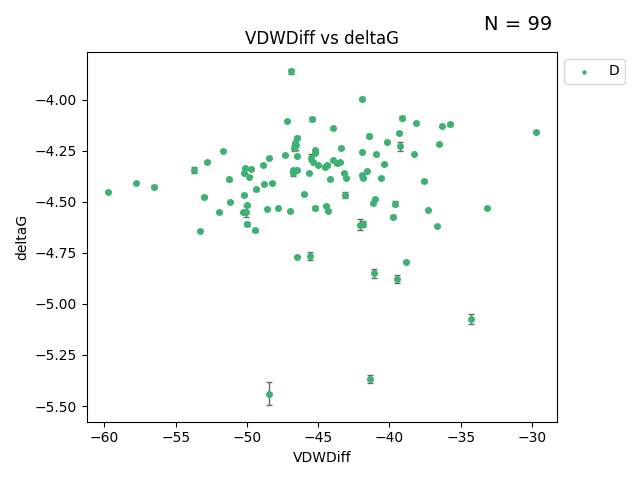 N = 99
VDWDiff vs deltaG
D
deltaG
−4.00
−4.25
−4.50
−4.75
−5.00
−5.25
−5.50
−60 −55 −50 −45 −40 −35 −30
VDWDiff